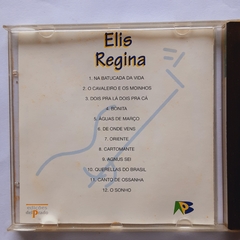 Elis
Regina
1. NA BATUCADA DA VIDA
2. O CAVALEIRO E OS MOINHOS
3. DOIS PRA LÁ DOIS PRA CÁ
4. BONITA
5. ÁGUAS DE MARÇO
6. DE ONDE VENS
7. ORIENTE
8. CARTOMANTE
9. AGNUS SEI
10. QUERELLAS DO BRASIL
11. CANTO DE OSSANHA
12. O SONHO